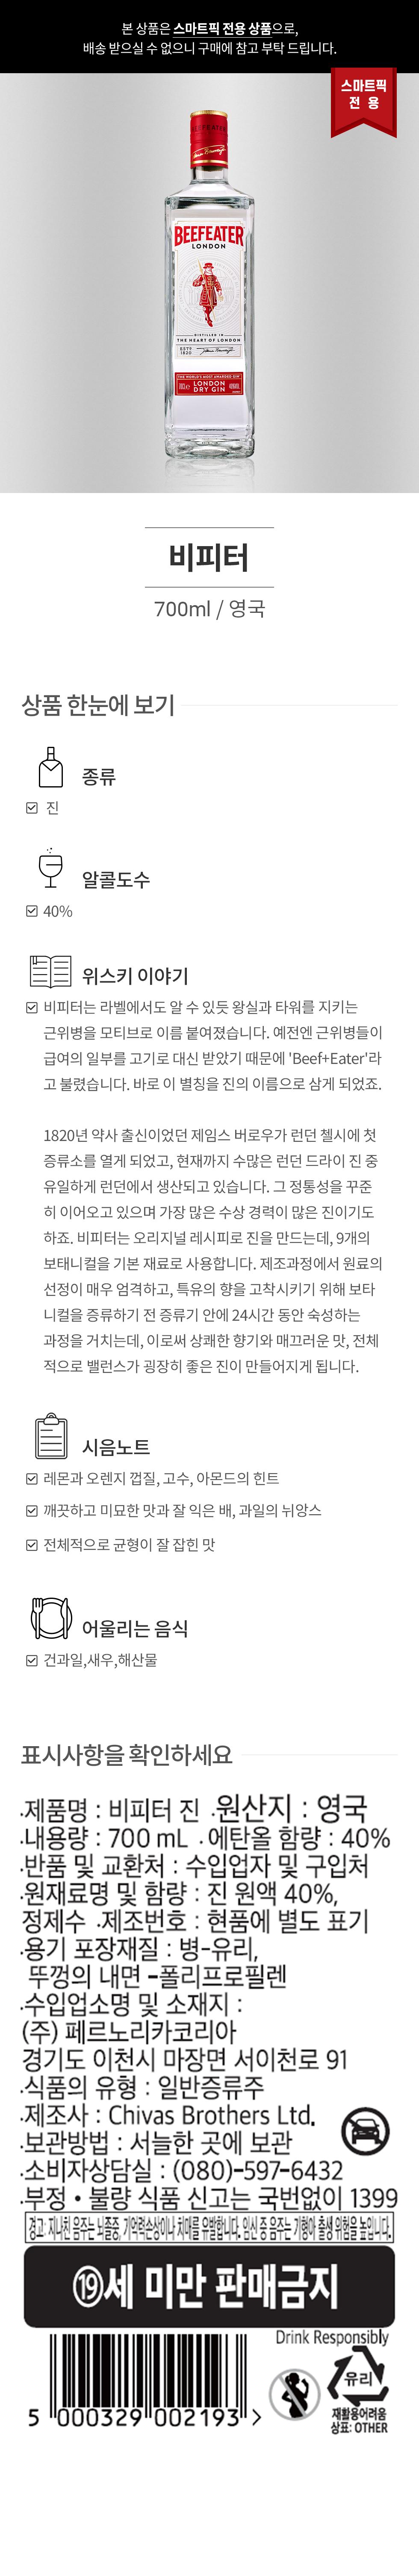 본 상품은 스마트픽 전용 상품으로,
배송 받으실 수 없으니 구매에 참고 부탁 드립니다.
스마트픽
전 용
BEEFEATER
LONDON
DISTILLED IN
THE HEART OF LONDON
ESTD
1820
THE WORLD'S MOST AWARDED GIN
LONDON
DRY GIN
비피터
700ml / 영국
상품 한눈에 보기
종류
진
알콜도수
40%
위스키 이야기
비피터는 라벨에서도 알 수 있듯 왕실과 타워를 지키는
근위병을 모티브로 이름 붙여졌습니다. 예전엔 근위병들이
급여의 일부를 고기로 대신 받았기 때문에 'Beef+Eater'라
고 불렸습니다. 바로 이 별칭을 진의 이름으로 삼게 되었죠.
1820년 약사 출신이었던 제임스 버로우가 런던 첼시에 첫
증류소를 열게 되었고, 현재까지 수많은 런던 드라이 진 중
유일하게 런던에서 생산되고 있습니다. 그 정통성을 꾸준
히 이어오고 있으며 가장 많은 수상 경력이 많은 진이기도
하죠. 비피터는 오리지널 레시피로 진을 만드는데, 9개의
보태니컬을 기본 재료로 사용합니다. 제조과정에서 원료의
선정이 매우 엄격하고, 특유의 향을 고착시키기 위해 보타
니컬을 증류하기 전 증류기 안에 24시간 동안 숙성하는
과정을 거치는데, 이로써 상쾌한 향기와 매끄러운 맛, 전체
적으로 밸런스가 굉장히 좋은 진이 만들어지게 됩니다.
시음노트
레몬과 오렌지 껍질, 고수, 아몬드의 힌트
깨끗하고 미묘한 맛과 잘 익은 배, 과일의 뉘앙스
전체적으로 균형이 잘 잡힌 맛
어울리는 음식
건과일,새우,해산물
표시사항을 확인하세요
·제품명 : 비피터 진 ·원산지 : 영국
·내용량 : 700 mL ·에탄올 함량 : 40%
·반품 및 교환처 : 수입업자 및 구입처
·원재료명 및 함량 : 진 원액 40%,
정제수 ·제조번호 : 현품에 별도 표기
·용기 포장재질 : 병-유리,
뚜껑의 내면 -폴리프로필렌
·수입업소명 및 소재지 :
(주) 페르노리카코리아
경기도 이천시 마장면 서이천로 91
·식품의 유형 : 일반증류주
·제조사 : Chivas Brothers Ltd.
·보관방법 : 서늘한 곳에 보관
·소비자상담실 : (080)-597-6432
·부정 • 불량 식품 신고는 국번없이 1399
경고: 지나친 음주는 뇌졸중, 기억력손상이나 치매를 유발합니다. 임신 중 음주는 기형아 출생 위험을 높입니다.
⑲세 미만 판매금지
Drink Responsibly
유리
재활용어려움
상표: OTHER
5 000329 002193 >